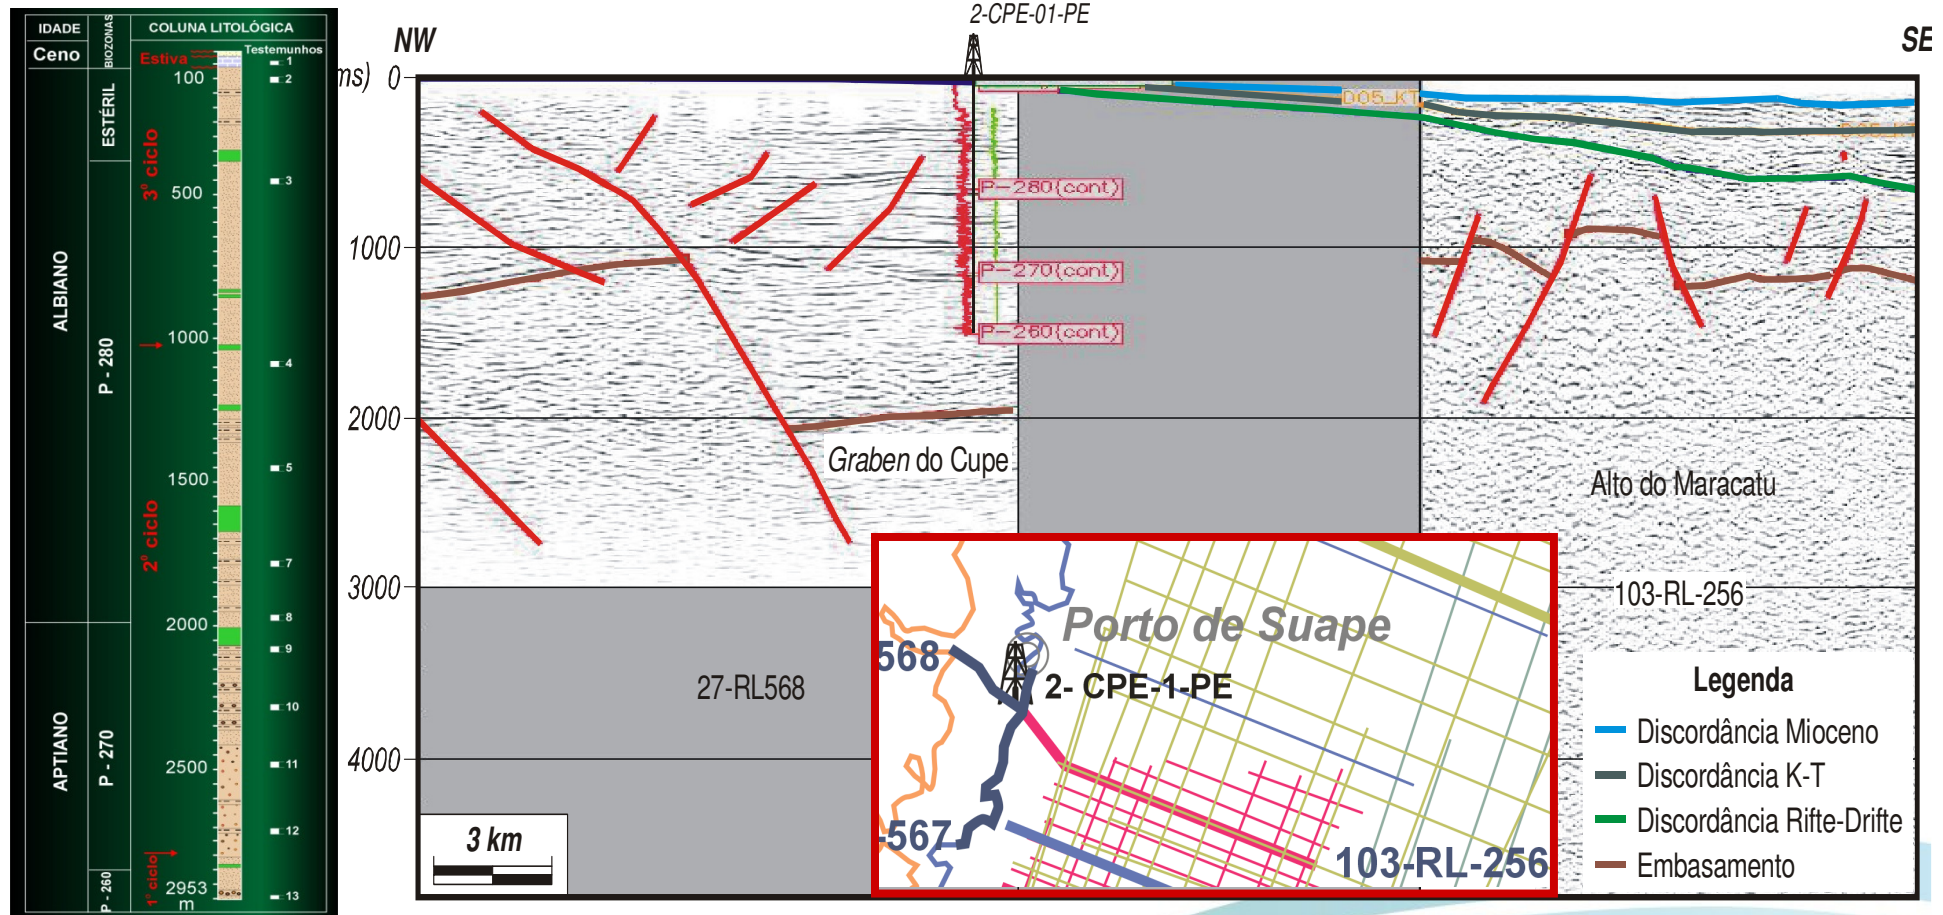 IDADE
BIOZONAS
COLUNA LITOLÓGICA
Ceno
Testemunhos
Estiva
1
100
2
ESTÉRIL
3º ciclo
3
500
ALBIANO
1000
4
P - 280
5
1500
2º ciclo
7
8
2000
9
APTIANO
10
P - 270
11
2500
12
1º ciclo
P - 260
2953
m
13
2-CPE-01-PE
NW
SE
ms)
0
1000
2000
3000
4000
D05_KT
P-280(cont)
P-270(cont)
P-260(cont)
Graben do Cupe
Alto do Maracatu
103-RL-256
27-RL568
3 km
Porto de Suape
568
2- CPE-1-PE
-567
103-RL-256
Legenda
Discordância Mioceno
Discordância K-T
Discordância Rifte-Drifte
Embasamento